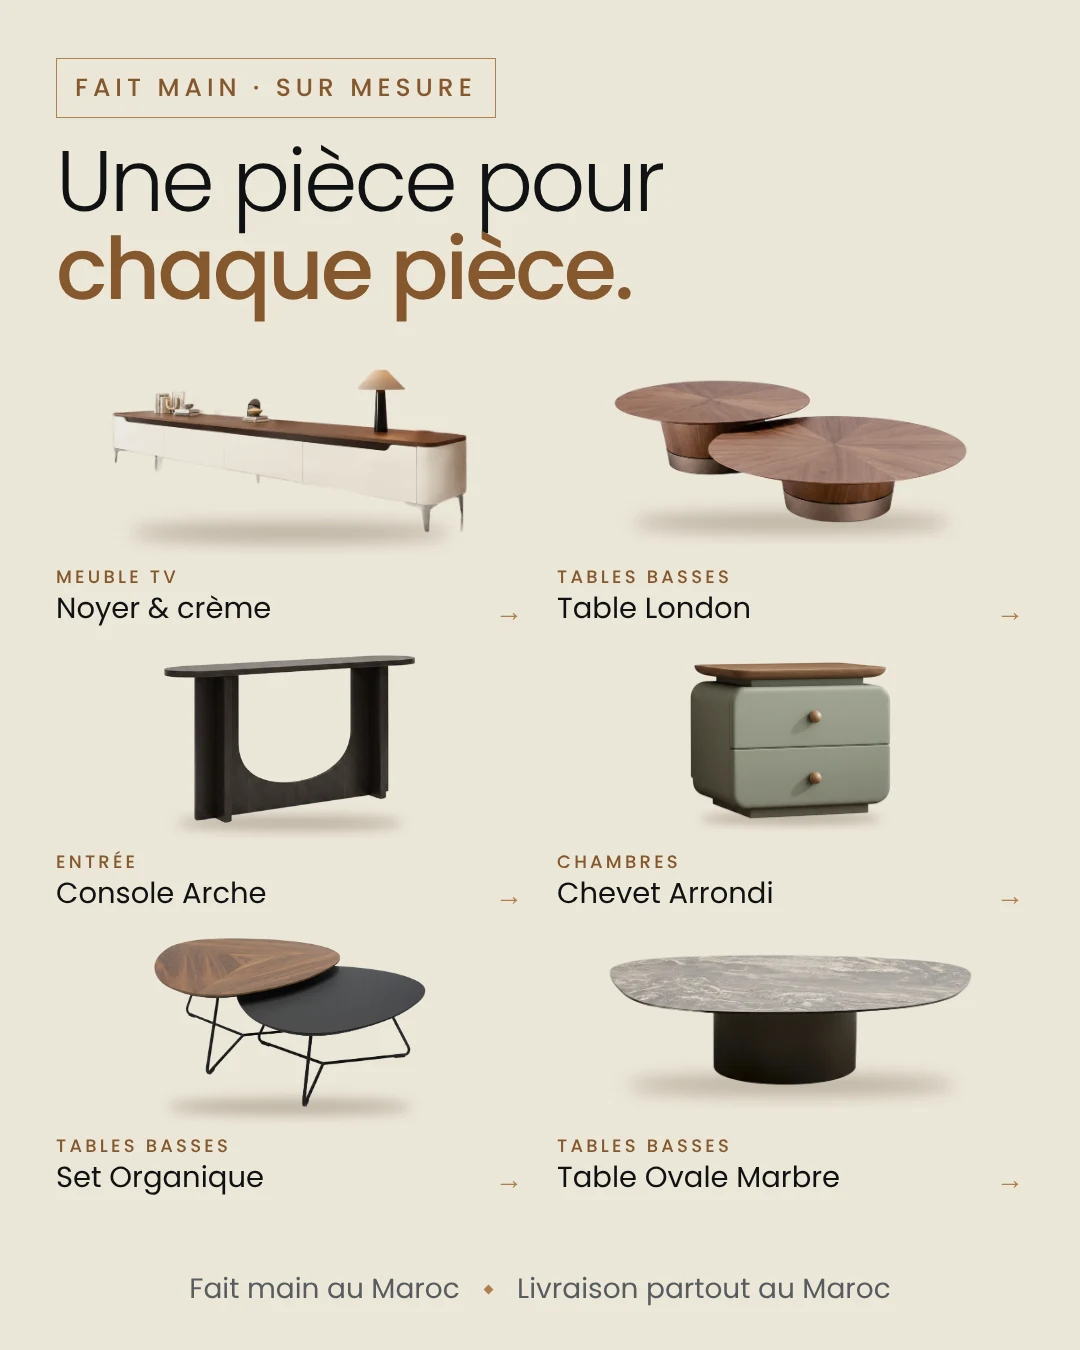 FAIT MAIN · SUR MESURE
Une pièce pour
chaque pièce.
MEUBLE TV
Noyer & crème →
TABLES BASSES
Table London →
ENTRÉE
Console Arche →
CHAMBRES
Chevet Arrondi →
TABLES BASSES
Set Organique →
TABLES BASSES
Table Ovale Marbre →
Fait main au Maroc ◆ Livraison partout au Maroc